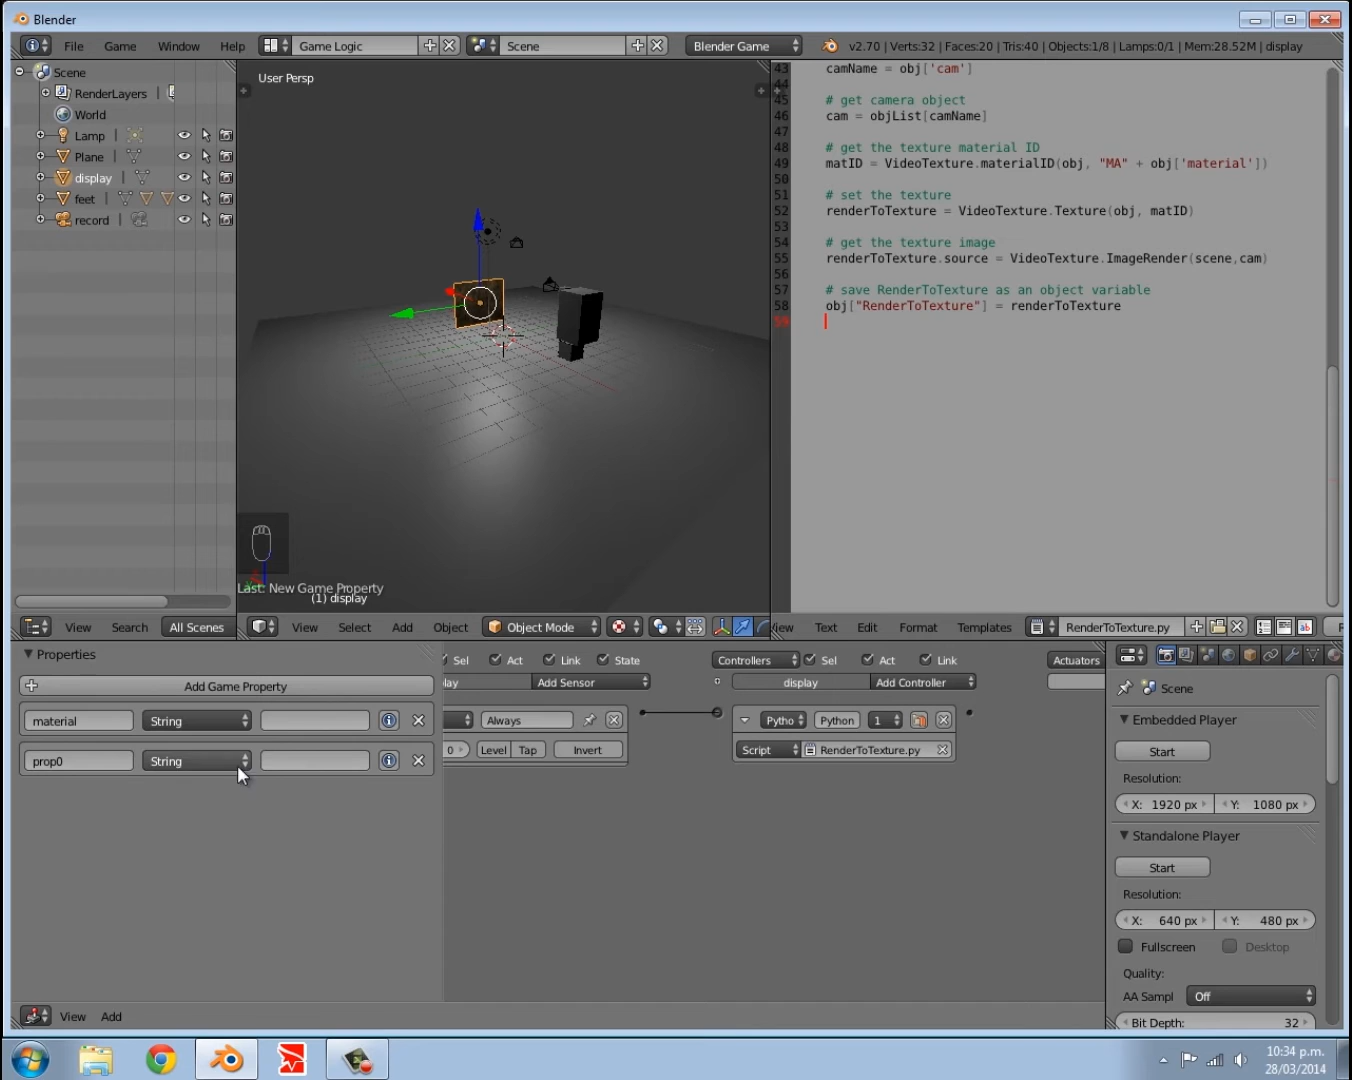 Blender
File Game Window Help Game Logic Scene Blender Game v2.70 | Verts:32 | Faces:20 | Tris:40 | Objects:1/8 | Lamps:0/1 | Mem:28.52M | display
Scene
RenderLayers |
World
Lamp |
Plane |
display |
feet |
record |
User Persp
Last: New Game Property
(1) display
43 camName = obj['cam']
44
45 # get camera object
46 cam = objList[camName]
47
48 # get the texture material ID
49 matID = VideoTexture.materialID(obj, "MA" + obj['material'])
50
51 # set the texture
52 renderToTexture = VideoTexture.Texture(obj, matID)
53
54 # get the texture image
55 renderToTexture.source = VideoTexture.ImageRender(scene,cam)
56
57 # save RenderToTexture as an object variable
58 obj["RenderToTexture"] = renderToTexture
59
View Search All Scenes
View Select Add Object Object Mode
View Text Edit Format Templates RenderToTexture.py
Properties
Add Game Property
material String
prop0 String
Sel Act Link State
lay Add Sensor
Always
0 Level Tap Invert
Controllers Sel Act Link
display Add Controller
Pytho Python 1
Script RenderToTexture.py
Actuators
Scene
Embedded Player
Start
Resolution:
X: 1920 px Y: 1080 px
Standalone Player
Start
Resolution:
X: 640 px Y: 480 px
Fullscreen Desktop
Quality:
AA Sampl Off
Bit Depth: 32
View Add
10:34 p.m.
28/03/2014